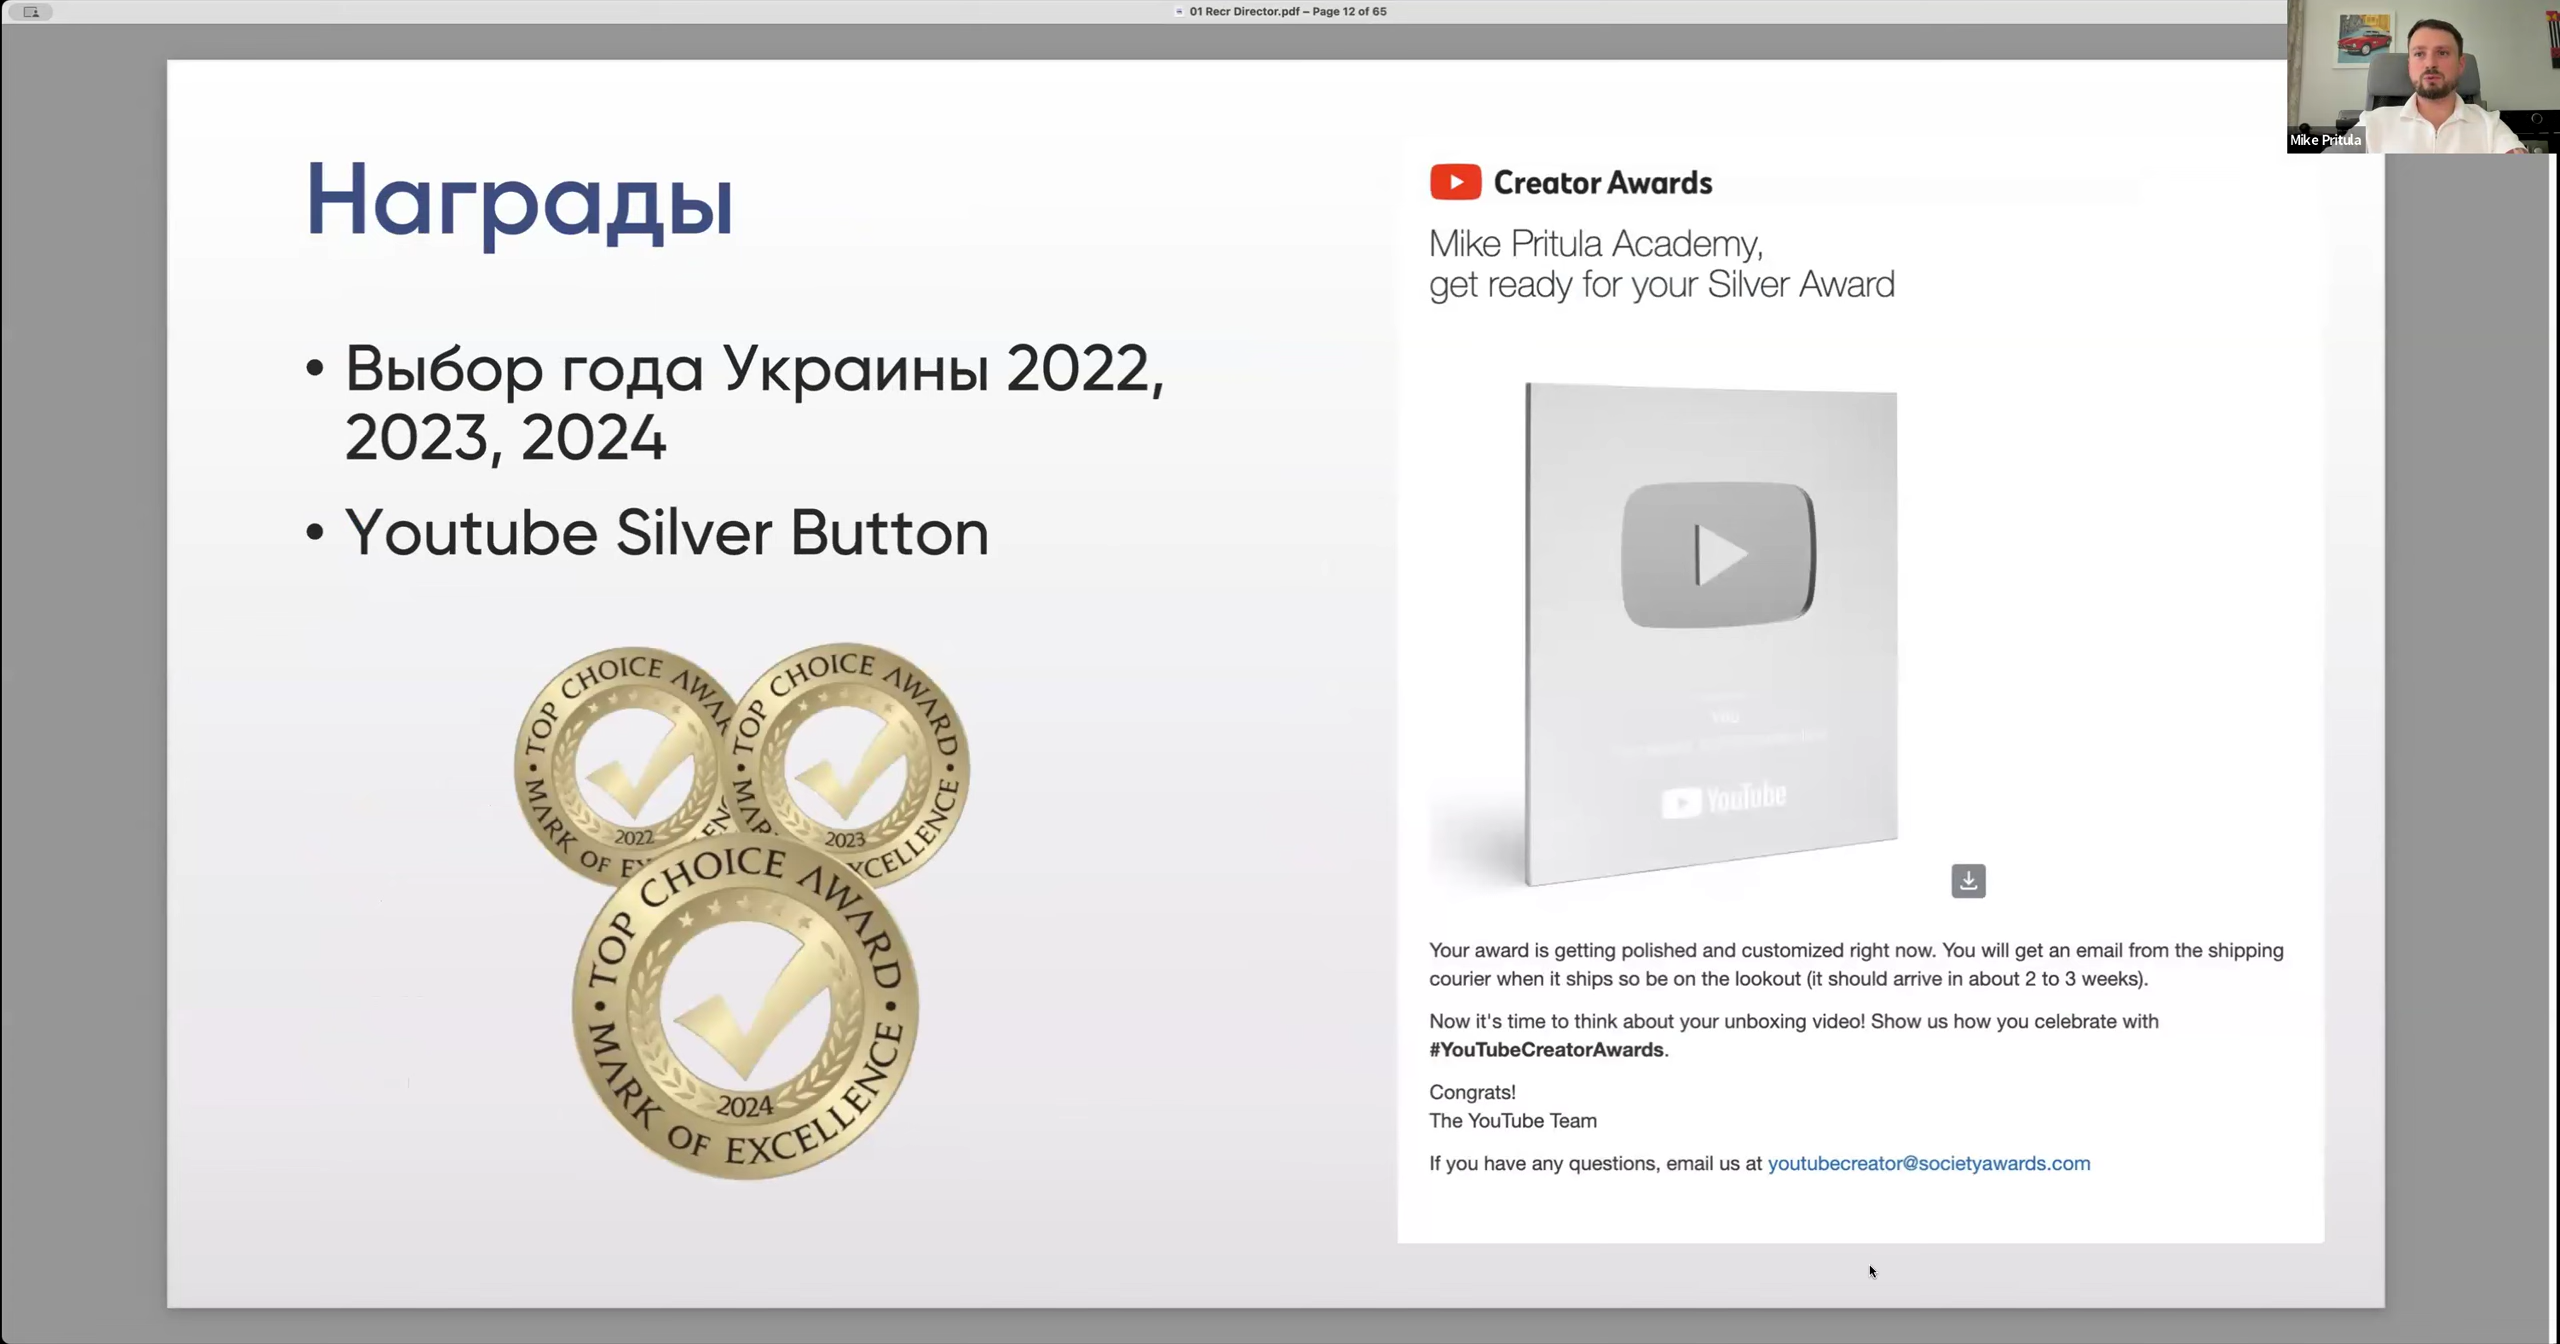 01 Recr Director.pdf – Page 12 of 65
Mike Pritula
Награды
• Выбор года Украины 2022,
2023, 2024
• Youtube Silver Button
TOP CHOICE AWAR
MARK OF EX ENC
2022
TOP CHOICE AWARD
MAR XCELLENCE
2023
TOP CHOICE AWARD
MARK OF EXCELLENCE
2024
Creator Awards
Mike Pritula Academy,
get ready for your Silver Award
YouTube
Your award is getting polished and customized right now. You will get an email from the shipping
courier when it ships so be on the lookout (it should arrive in about 2 to 3 weeks).
Now it's time to think about your unboxing video! Show us how you celebrate with
#YouTubeCreatorAwards.
Congrats!
The YouTube Team
If you have any questions, email us at youtubecreator@societyawards.com